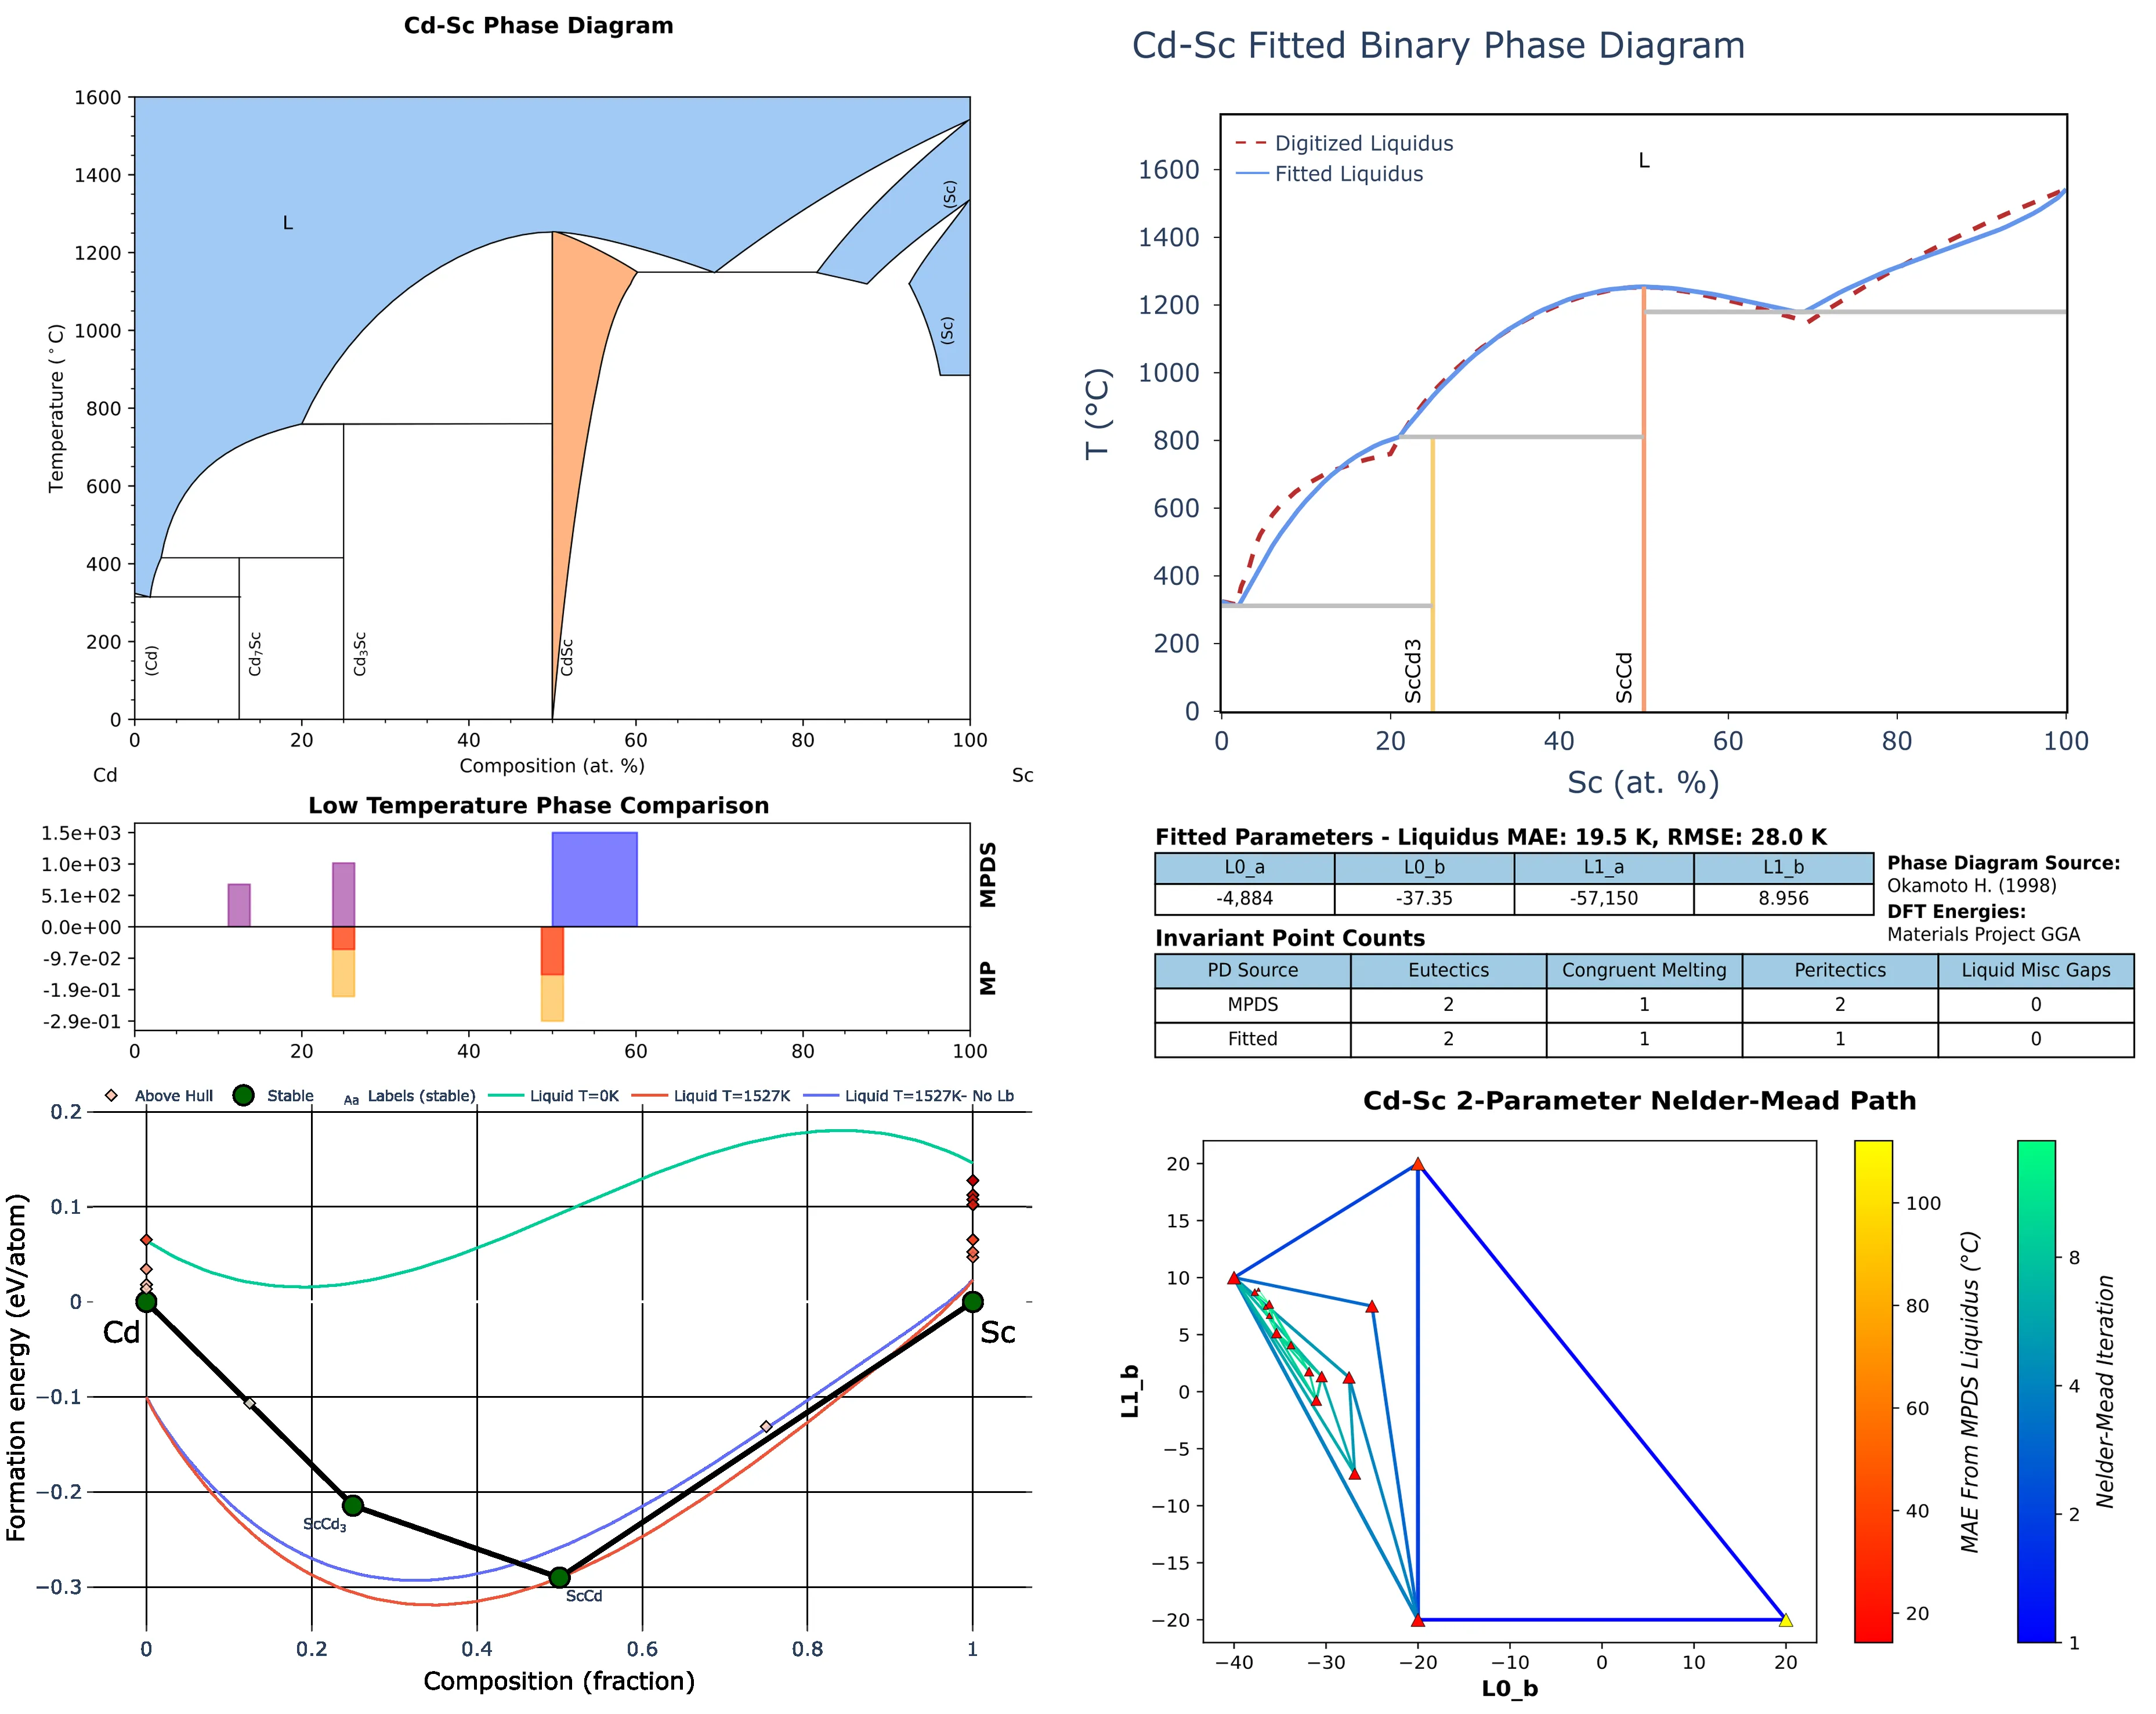 Cd-Sc Phase Diagram
1600
1400
1200
1000
800
600
400
200
0
Temperature (°C)
L
(Sc)
(Sc)
(Cd)
Cd₇Sc
Cd₃Sc
CdSc
0 20 40 60 80 100
Composition (at. %)
Cd Sc
Cd-Sc Fitted Binary Phase Diagram
Digitized Liquidus
Fitted Liquidus
L
1600
1400
1200
1000
800
600
400
200
0
T (°C)
ScCd3
ScCd
0 20 40 60 80 100
Sc (at. %)
Low Temperature Phase Comparison
1.5e+03
1.0e+03
5.1e+02
0.0e+00
-9.7e-02
-1.9e-01
-2.9e-01
MPDS
MP
0 20 40 60 80 100
Fitted Parameters - Liquidus MAE: 19.5 K, RMSE: 28.0 K
L0_a L0_b L1_a L1_b
-4,884 -37.35 -57,150 8.956
Phase Diagram Source:
Okamoto H. (1998)
DFT Energies:
Materials Project GGA
Invariant Point Counts
PD Source Eutectics Congruent Melting Peritectics Liquid Misc Gaps
MPDS 2 1 2 0
Fitted 2 1 1 0
Above Hull Stable Aa Labels (stable) Liquid T=0K Liquid T=1527K Liquid T=1527K- No Lb
0.2
0.1
0
−0.1
−0.2
−0.3
Formation energy (eV/atom)
Cd
Sc
ScCd₃
ScCd
0 0.2 0.4 0.6 0.8 1
Composition (fraction)
Cd-Sc 2-Parameter Nelder-Mead Path
20
15
10
5
0
−5
−10
−15
−20
L1_b
−40 −30 −20 −10 0 10 20
L0_b
100
80
60
40
20
MAE From MPDS Liquidus (°C)
8
4
2
1
Nelder-Mead Iteration